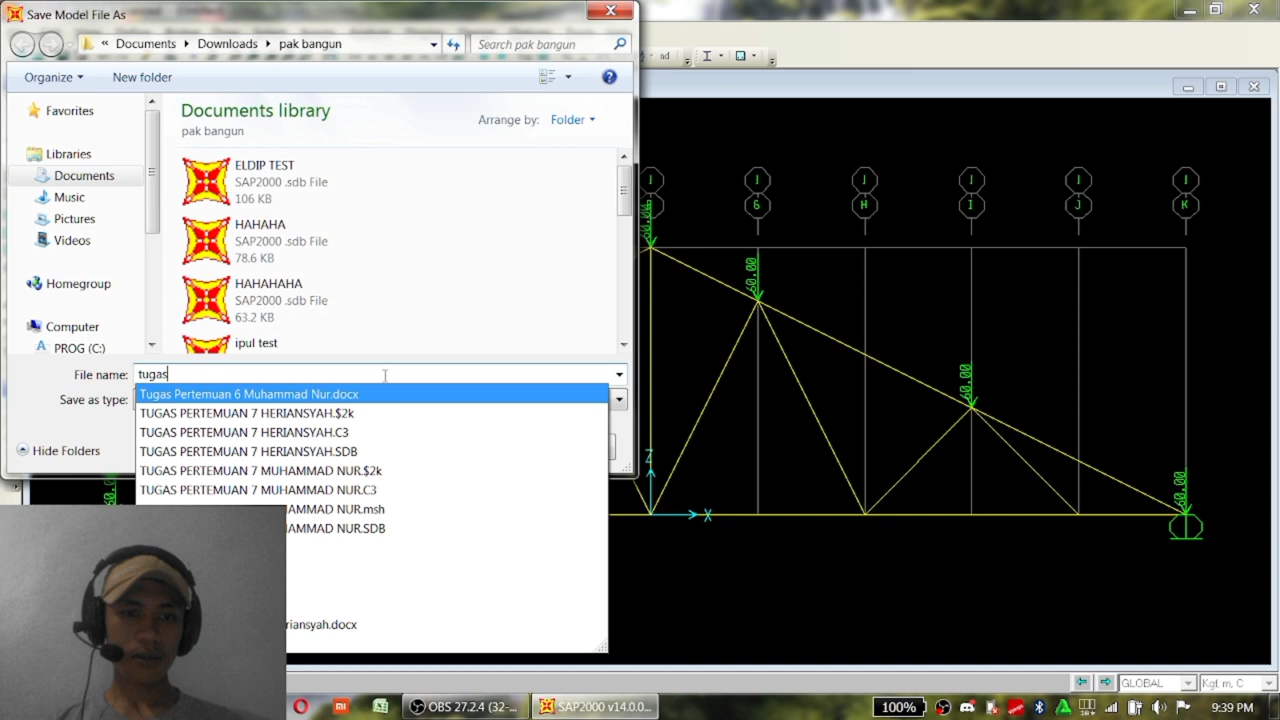 Save Model File As
« Documents Downloads pak bangun
Search pak bangun
Organize New folder
Favorites
Libraries
Documents
Music
Pictures
Videos
Homegroup
Computer
PROG (C:)
Documents library
pak bangun
Arrange by: Folder
ELDIP TEST
SAP2000 .sdb File
106 KB
HAHAHA
SAP2000 .sdb File
78.6 KB
HAHAHAHA
SAP2000 .sdb File
63.2 KB
ipul test
File name: tugas
Save as type:
Hide Folders
Tugas Pertemuan 6 Muhammad Nur.docx
TUGAS PERTEMUAN 7 HERIANSYAH.$2k
TUGAS PERTEMUAN 7 HERIANSYAH.C3
TUGAS PERTEMUAN 7 HERIANSYAH.SDB
TUGAS PERTEMUAN 7 MUHAMMAD NUR.$2k
TUGAS PERTEMUAN 7 MUHAMMAD NUR.C3
HAMMAD NUR.msh
HAMMAD NUR.SDB
riansyah.docx
ad
G H I J K
60.00
60.00
60.00
60.00
60.00
Z
X
GLOBAL
Kgf, m, C
OBS 27.2.4 (32-...
SAP2000 v14.0.0...
100%
9:39 PM